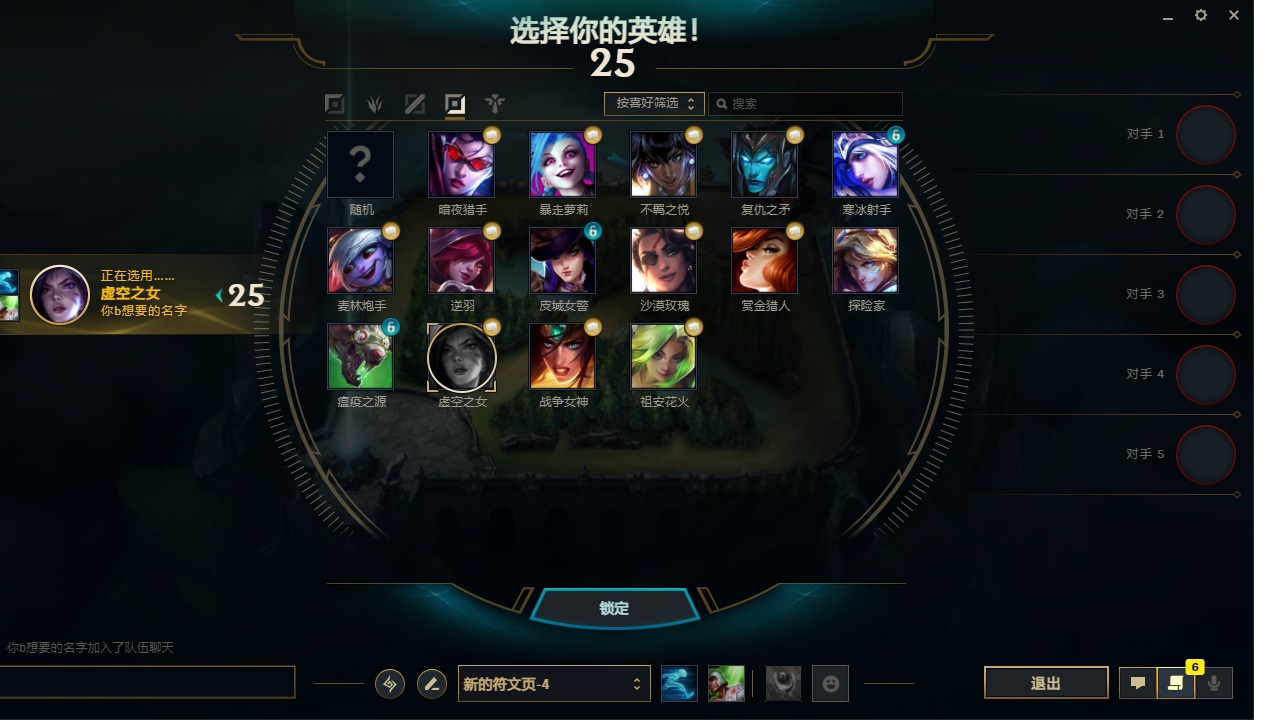 选择你的英雄!
25
按喜好筛选
搜索
随机
暗夜猎手
暴走萝莉
不羁之悦
复仇之矛
6
寒冰射手
麦林炮手
逆羽
6
皮城女警
沙漠玫瑰
赏金猎人
探险家
6
瘟疫之源
虚空之女
战争女神
祖安花火
正在选用……
虚空之女
你b想要的名字
25
对手 1
对手 2
对手 3
对手 4
对手 5
锁定
你b想要的名字加入了队伍聊天
新的符文页-4
退出
6